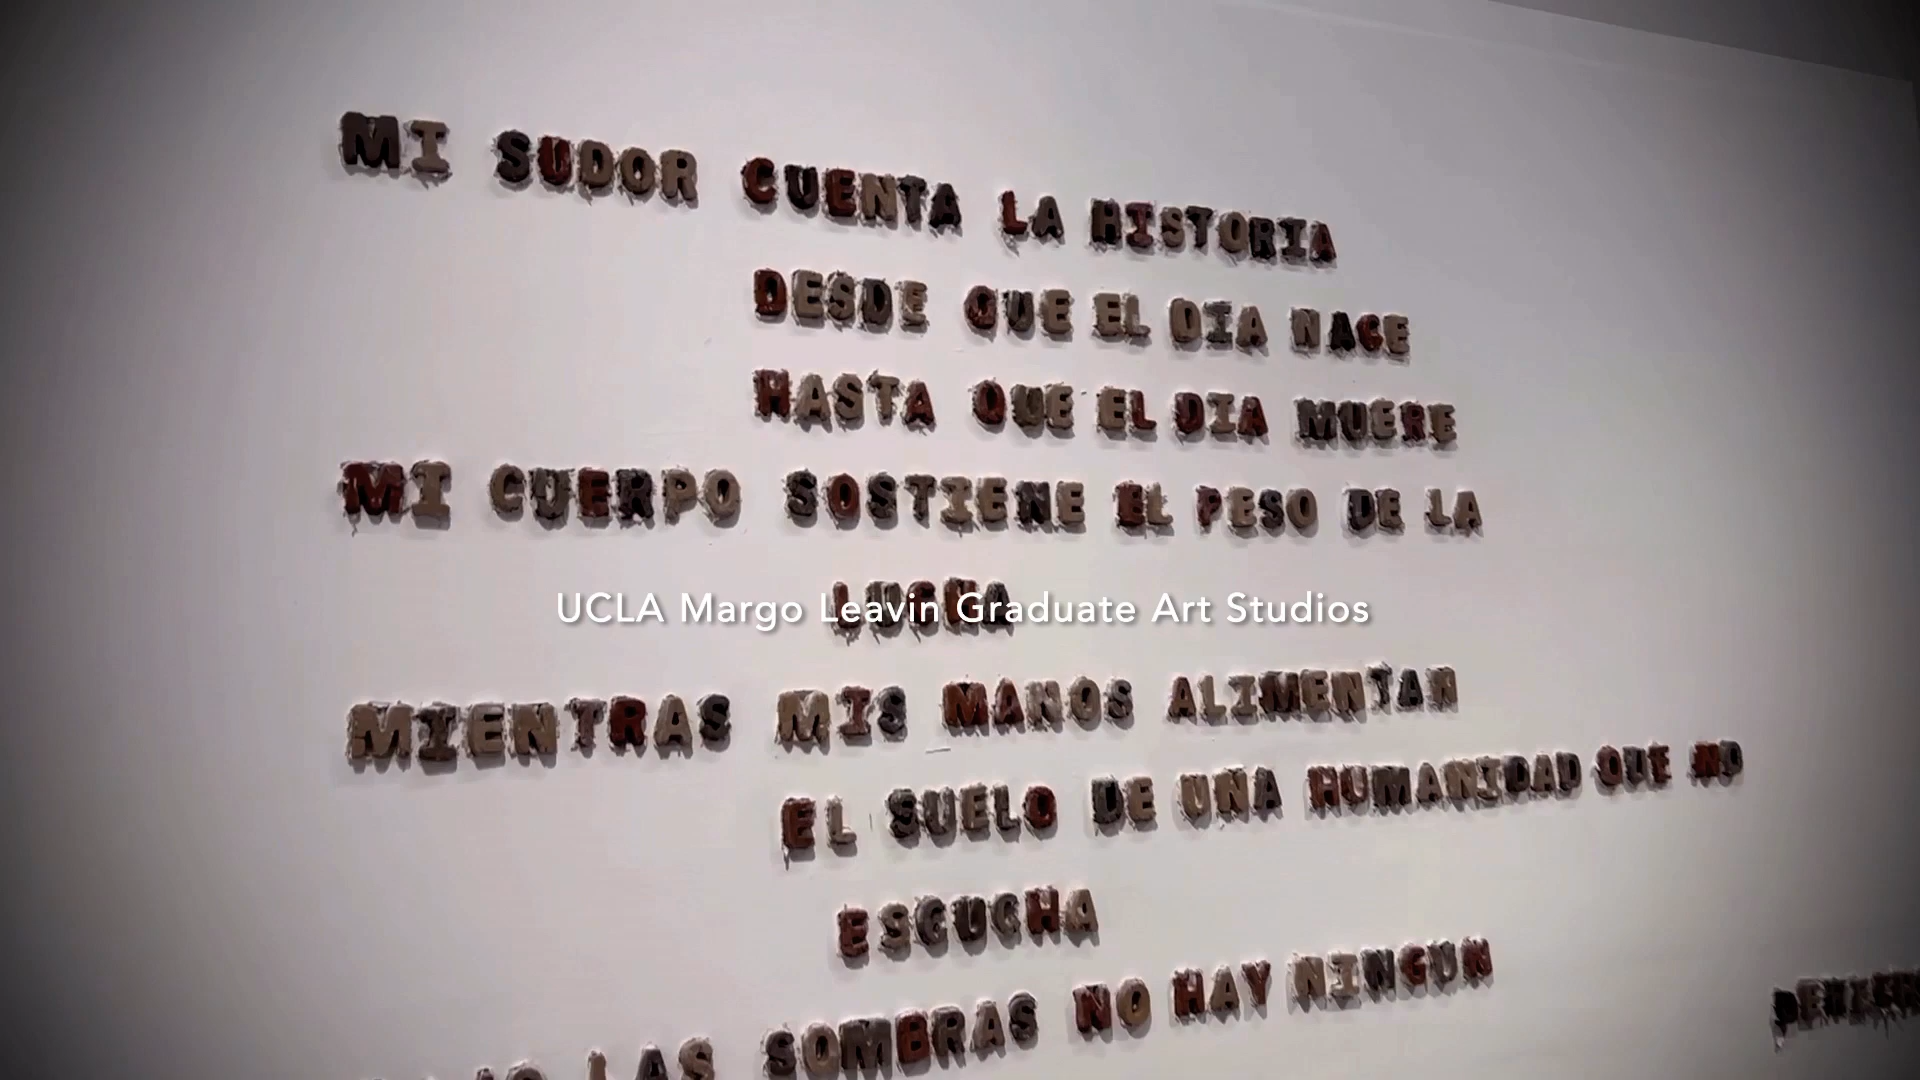 MI SUDOR CUENTA LA HISTORIA
DESDE QUE EL DIA NACE
HASTA QUE EL DIA MUERE
MI CUERPO SOSTIENE EL PESO DE LA
LUCHA
UCLA Margo Leavin Graduate Art Studios
MIENTRAS MIS MANOS ALIMENTAN
EL SUELO DE UNA HUMANIDAD QUE NO
ESCUCHA
LAS SOMBRAS NO HAY NINGUN